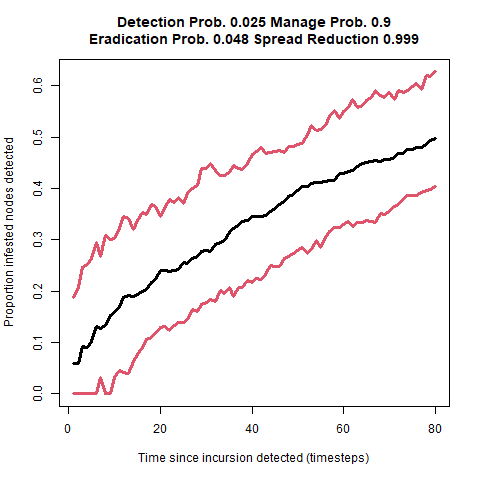 Detection Prob. 0.025 Manage Prob. 0.9
Eradication Prob. 0.048 Spread Reduction 0.999
Proportion infested nodes detected
0.6
0.5
0.4
0.3
0.2
0.1
0.0
0 20 40 60 80
Time since incursion detected (timesteps)